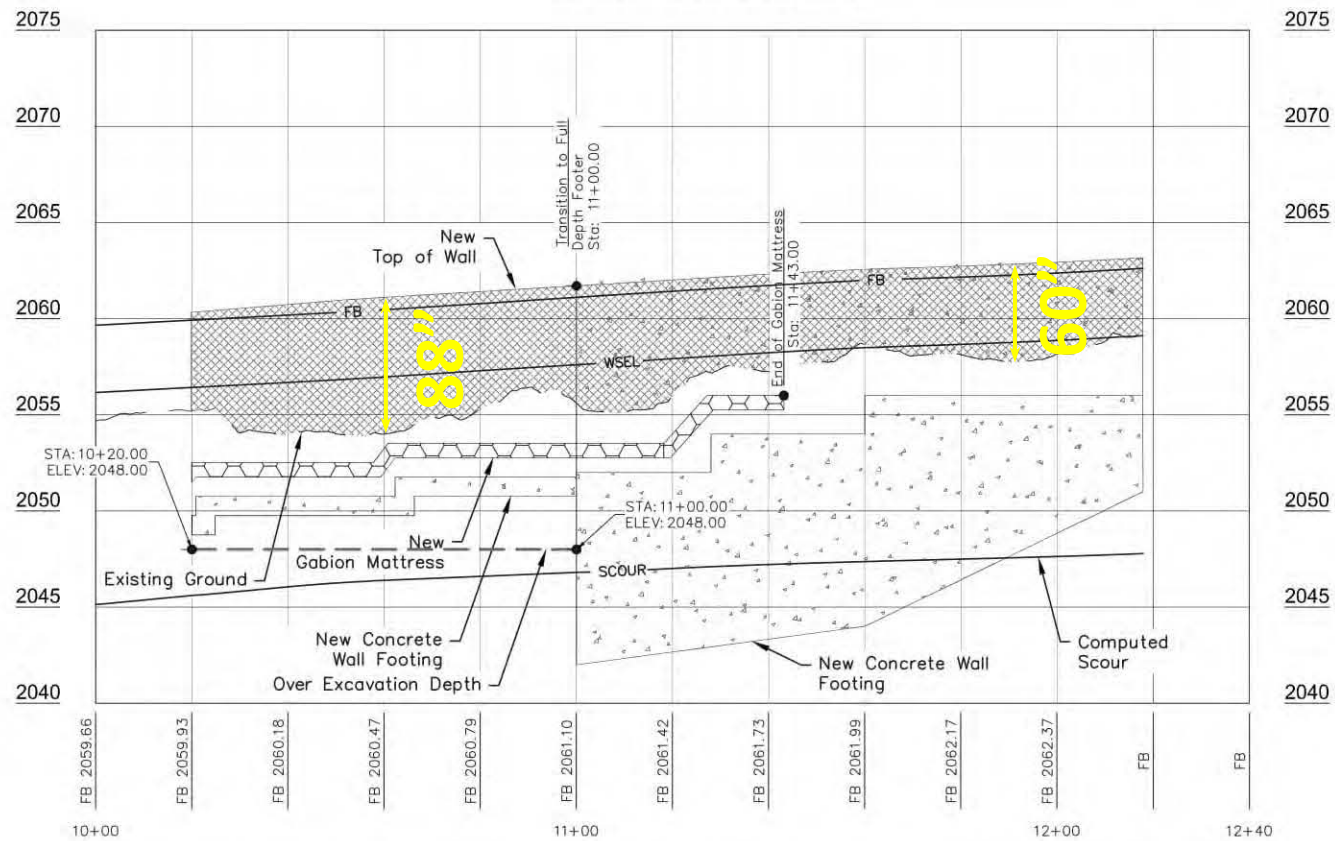 2075
2075
2070
2070
2065
2065
2060
2060
2055
2055
2050
2050
2045
2045
2040
2040
Transition to Full
Depth Footer
Sta: 11+00.00
New
Top of Wall
End of Gabion Mattress
Sta: 11+43.00
FB
FB
88"
60"
WSEL
STA: 10+20.00
ELEV: 2048.00
STA: 11+00.00
ELEV: 2048.00
New
Gabion Mattress
Existing Ground
SCOUR
New Concrete
Wall Footing
Over Excavation Depth
New Concrete Wall
Footing
Computed
Scour
FB 2059.66
FB 2059.93
FB 2060.18
FB 2060.47
FB 2060.79
FB 2061.10
FB 2061.42
FB 2061.73
FB 2061.99
FB 2062.17
FB 2062.37
FB
FB
10+00
11+00
12+00
12+40